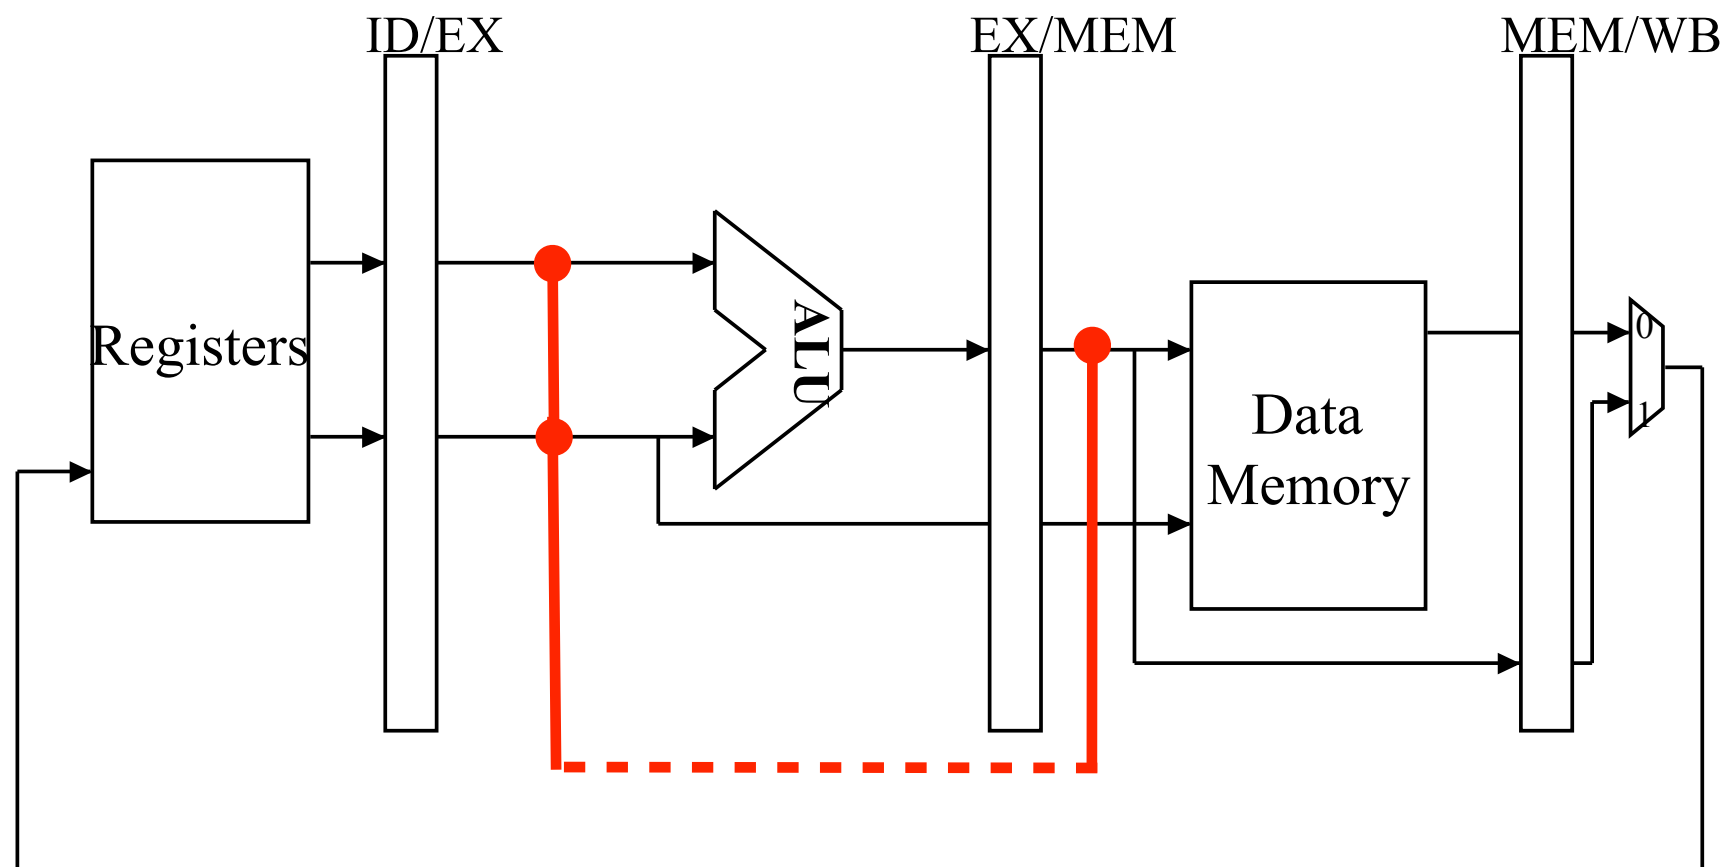 ID/EX
EX/MEM
MEM/WB
Registers
ALU
Data
Memory
0
1